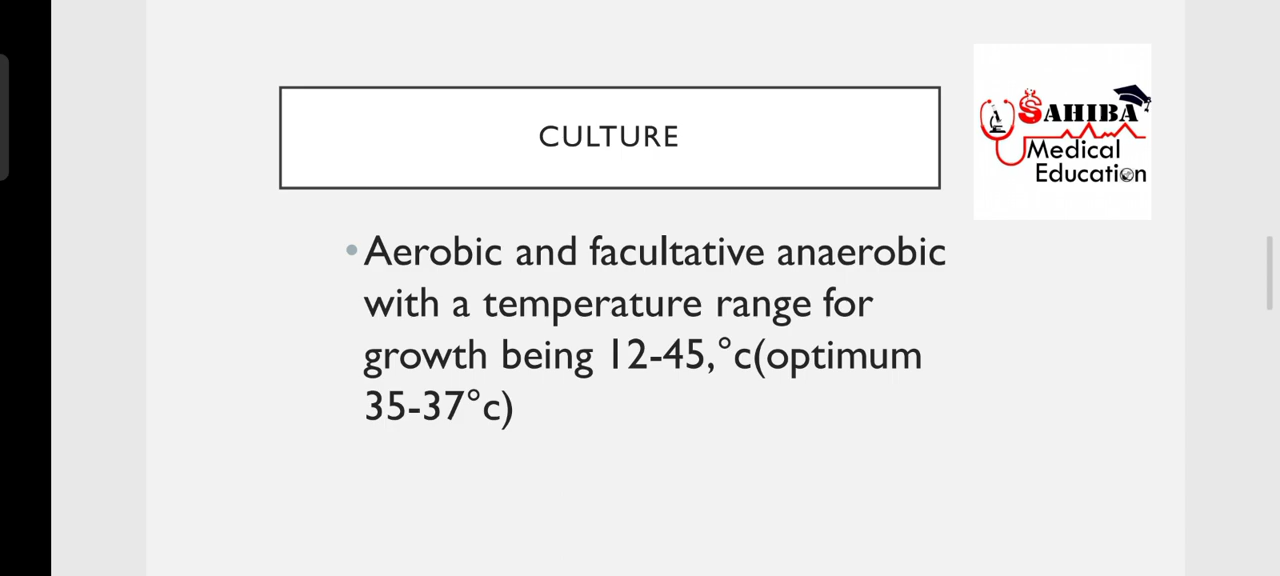 SAHIBA
Medical
Education
CULTURE
• Aerobic and facultative anaerobic
with a temperature range for
growth being 12-45,°c(optimum
35-37°c)